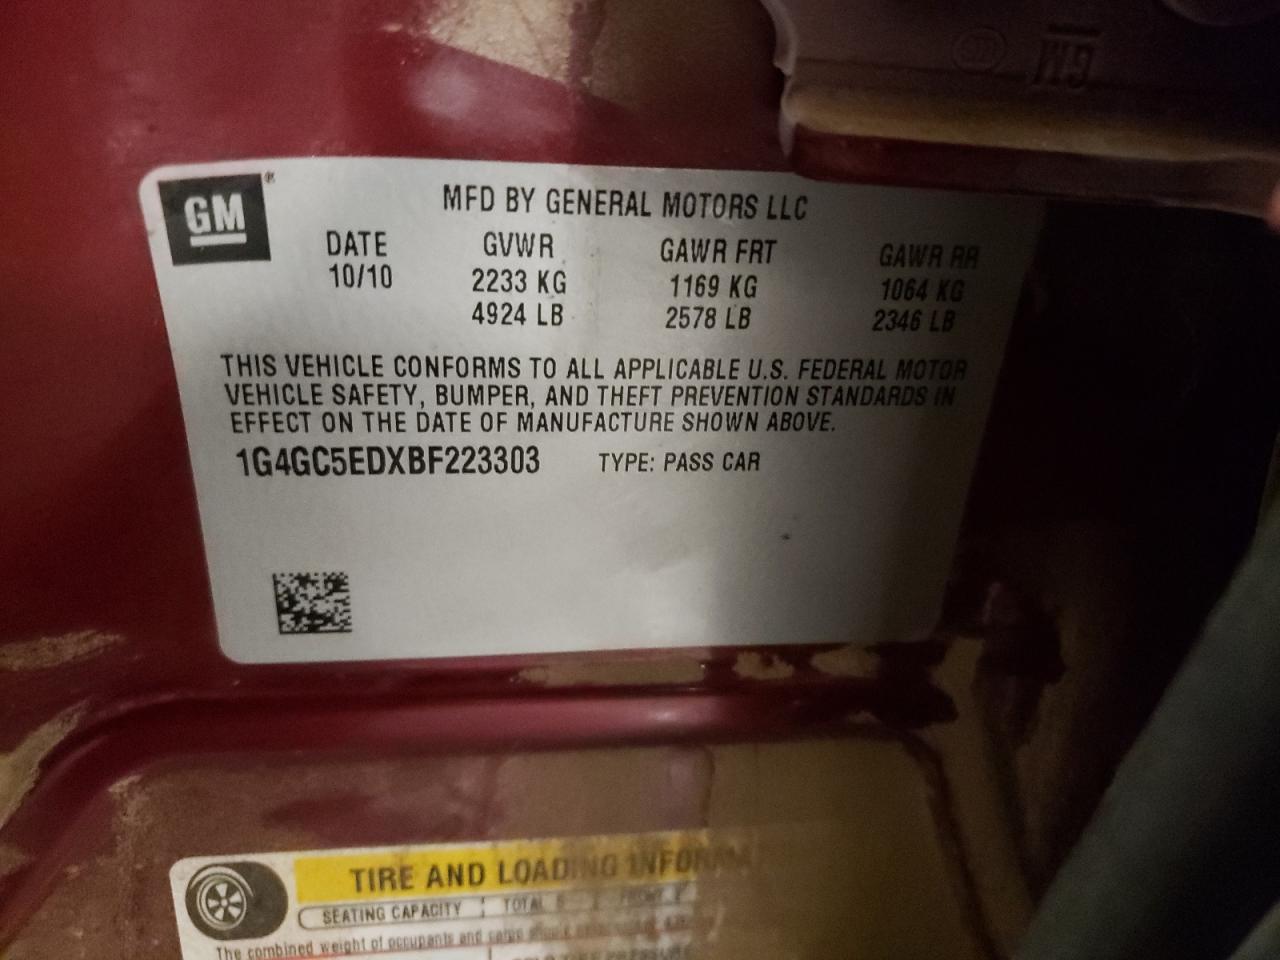 GM
GM®
MFD BY GENERAL MOTORS LLC
DATE GVWR GAWR FRT GAWR RR
10/10 2233 KG 1169 KG 1064 KG
4924 LB 2578 LB 2346 LB
THIS VEHICLE CONFORMS TO ALL APPLICABLE U.S. FEDERAL MOTOR
VEHICLE SAFETY, BUMPER, AND THEFT PREVENTION STANDARDS IN
EFFECT ON THE DATE OF MANUFACTURE SHOWN ABOVE.
1G4GC5EDXBF223303 TYPE: PASS CAR
TIRE AND LOADING
SEATING CAPACITY TOTAL
The combined weight of occupants and cargo should